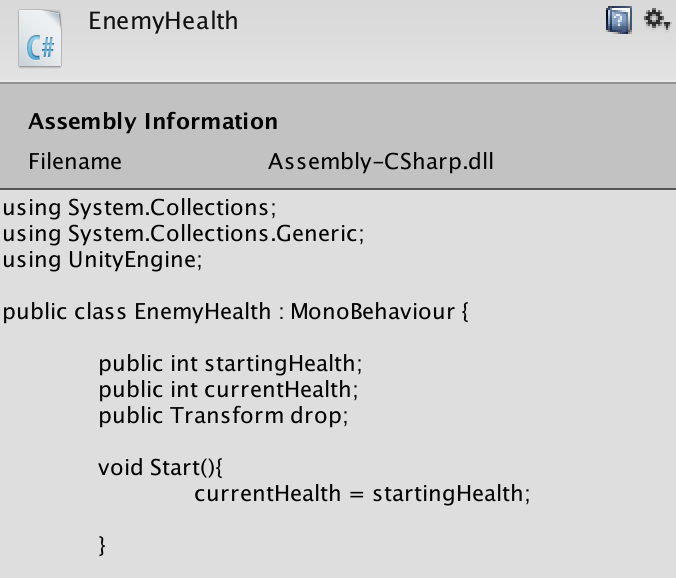 C#
EnemyHealth
?
Assembly Information
Filename Assembly-CSharp.dll
using System.Collections;
using System.Collections.Generic;
using UnityEngine;
public class EnemyHealth : MonoBehaviour {
public int startingHealth;
public int currentHealth;
public Transform drop;
void Start(){
currentHealth = startingHealth;
}